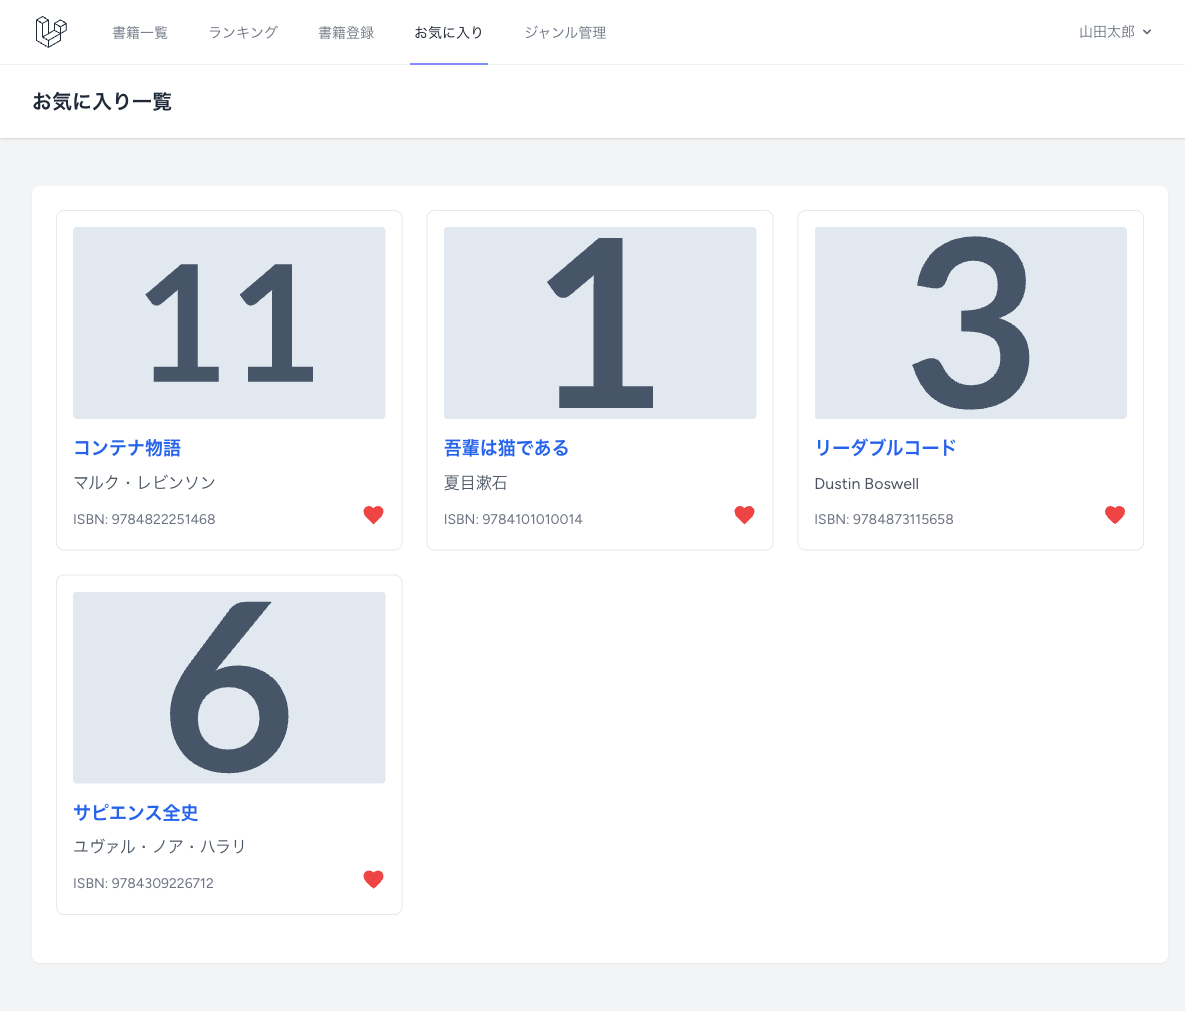 書籍一覧 ランキング 書籍登録 お気に入り ジャンル管理 山田太郎
お気に入り一覧
11
コンテナ物語
マルク・レビンソン
ISBN: 9784822251468
1
吾輩は猫である
夏目漱石
ISBN: 9784101010014
3
リーダブルコード
Dustin Boswell
ISBN: 9784873115658
6
サピエンス全史
ユヴァル・ノア・ハラリ
ISBN: 9784309226712